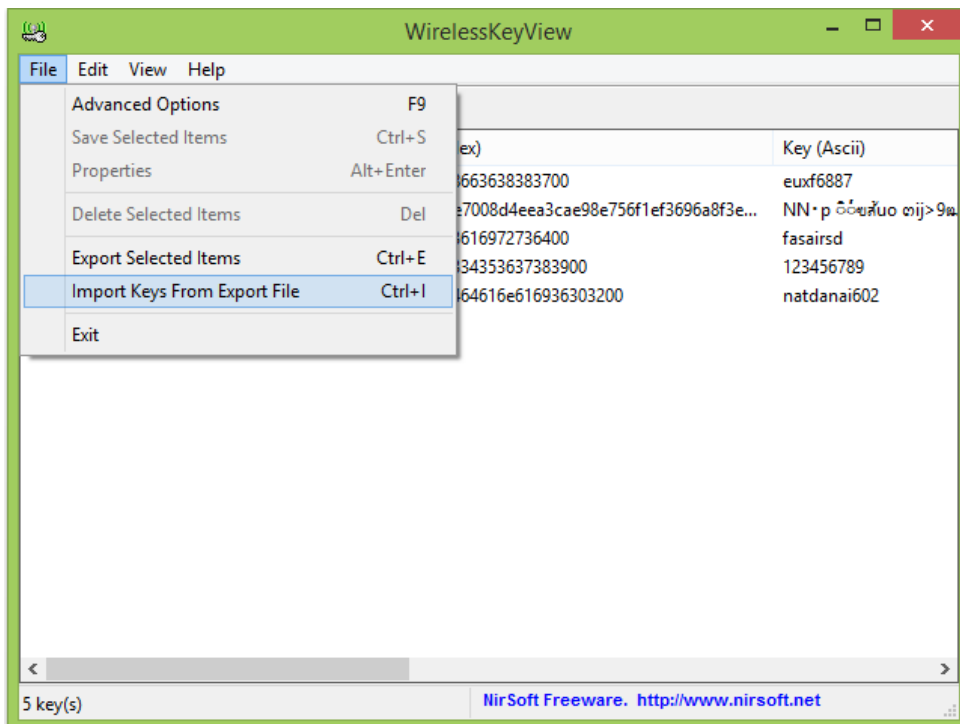 WirelessKeyView
File Edit View Help
Advanced Options F9
Save Selected Items Ctrl+S
Properties Alt+Enter
Delete Selected Items Del
Export Selected Items Ctrl+E
Import Keys From Export File Ctrl+I
Exit
ex) Key (Ascii)
663638383700 euxf6887
e7008d4eea3cae98e756f1ef3696a8f3e... NN·p
616972736400 fasairsd
34353637383900 123456789
464616e616936303200 natdanai602
5 key(s) NirSoft Freeware. http://www.nirsoft.net